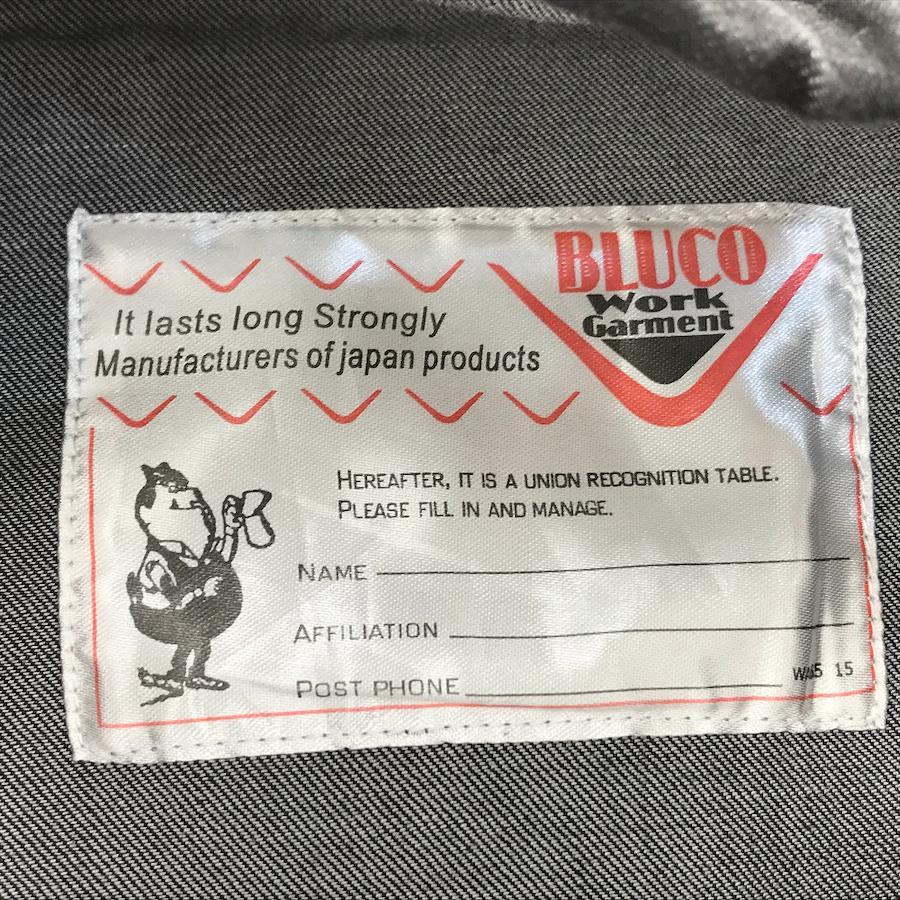 BLUCO
Work
Garment
It lasts long Strongly
Manufacturers of japan products
HEREAFTER, IT IS A UNION RECOGNITION TABLE.
PLEASE FILL IN AND MANAGE.
NAME
AFFILIATION
POST PHONE
15